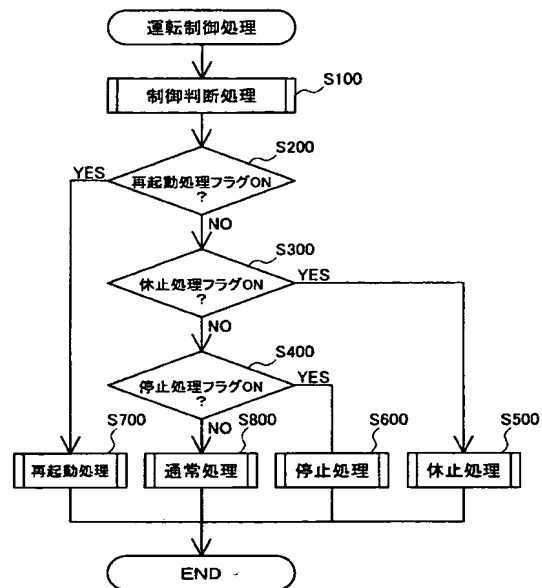 運転制御処理
S100
制御判断処理
S200
YES
再起動処理フラグON
?
NO
S300
休止処理フラグON
?
YES
NO
S400
停止処理フラグON
?
YES
NO
S700
S800
S600
S500
再起動処理
通常処理
停止処理
休止処理
END